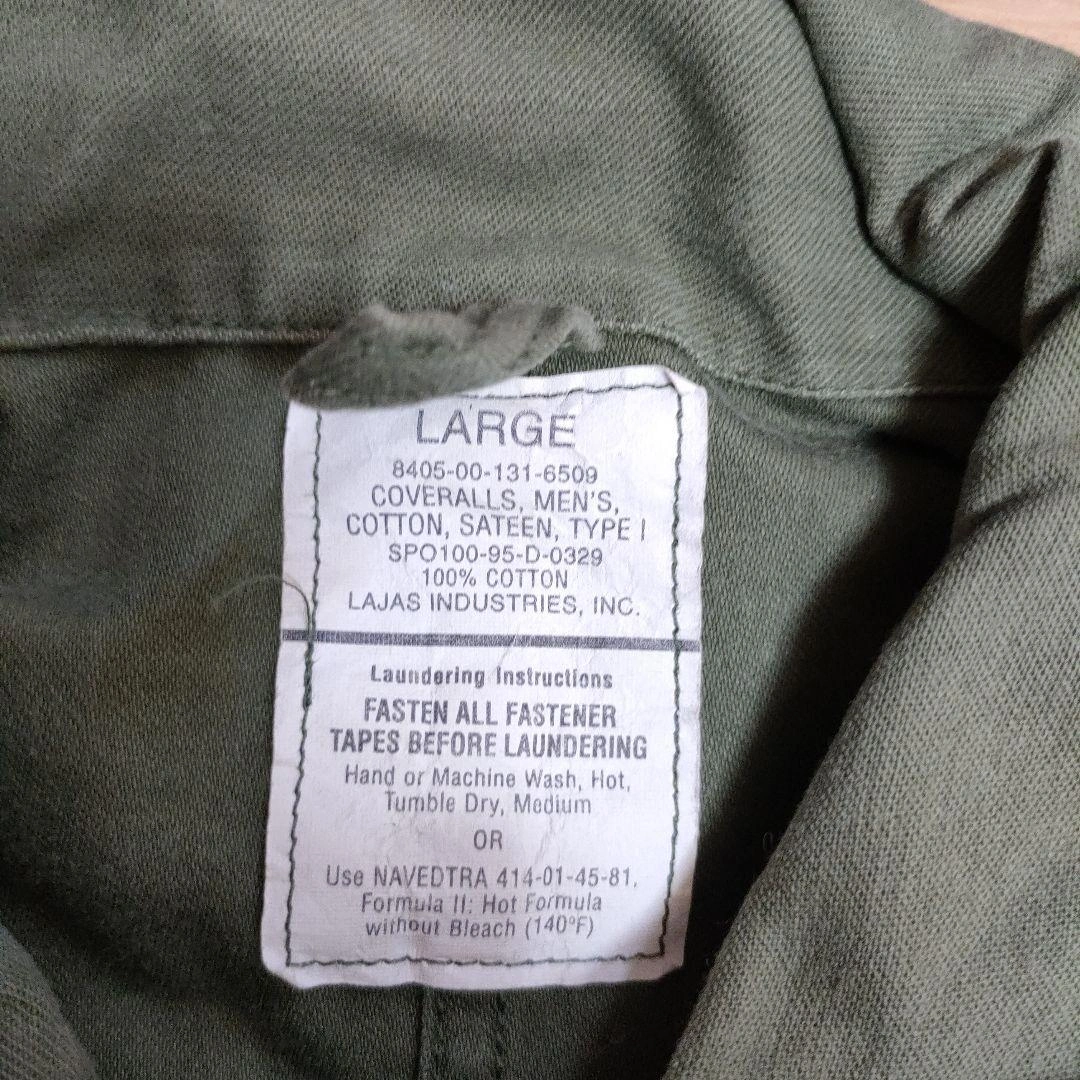 LARGE
8405-00-131-6509
COVERALLS, MEN'S,
COTTON, SATEEN, TYPE I
SPO100-95-D-0329
100% COTTON
LAJAS INDUSTRIES, INC.
Laundering Instructions
FASTEN ALL FASTENER
TAPES BEFORE LAUNDERING
Hand or Machine Wash, Hot,
Tumble Dry, Medium
OR
Use NAVEDTRA 414-01-45-81,
Formula II: Hot Formula
without Bleach (140°F)